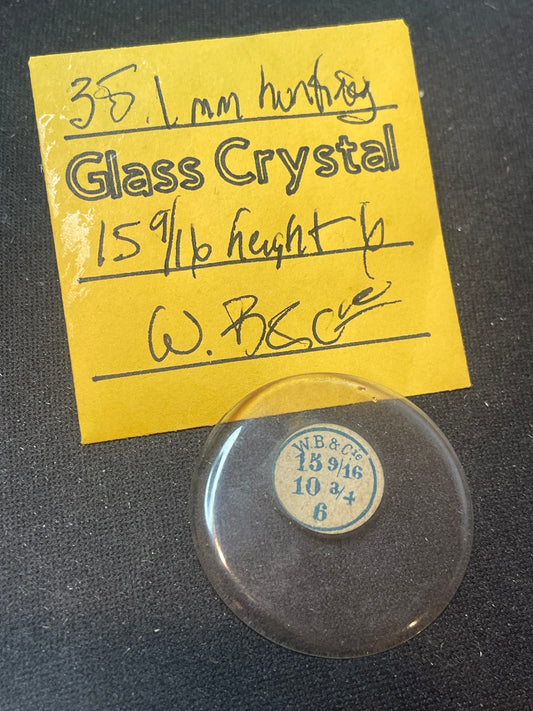 35.1 mm hunting
Glass Crystal
15 9/16 height 6
W. B & Cie
W.B. & Cie
15 9/16
10 3/4
6